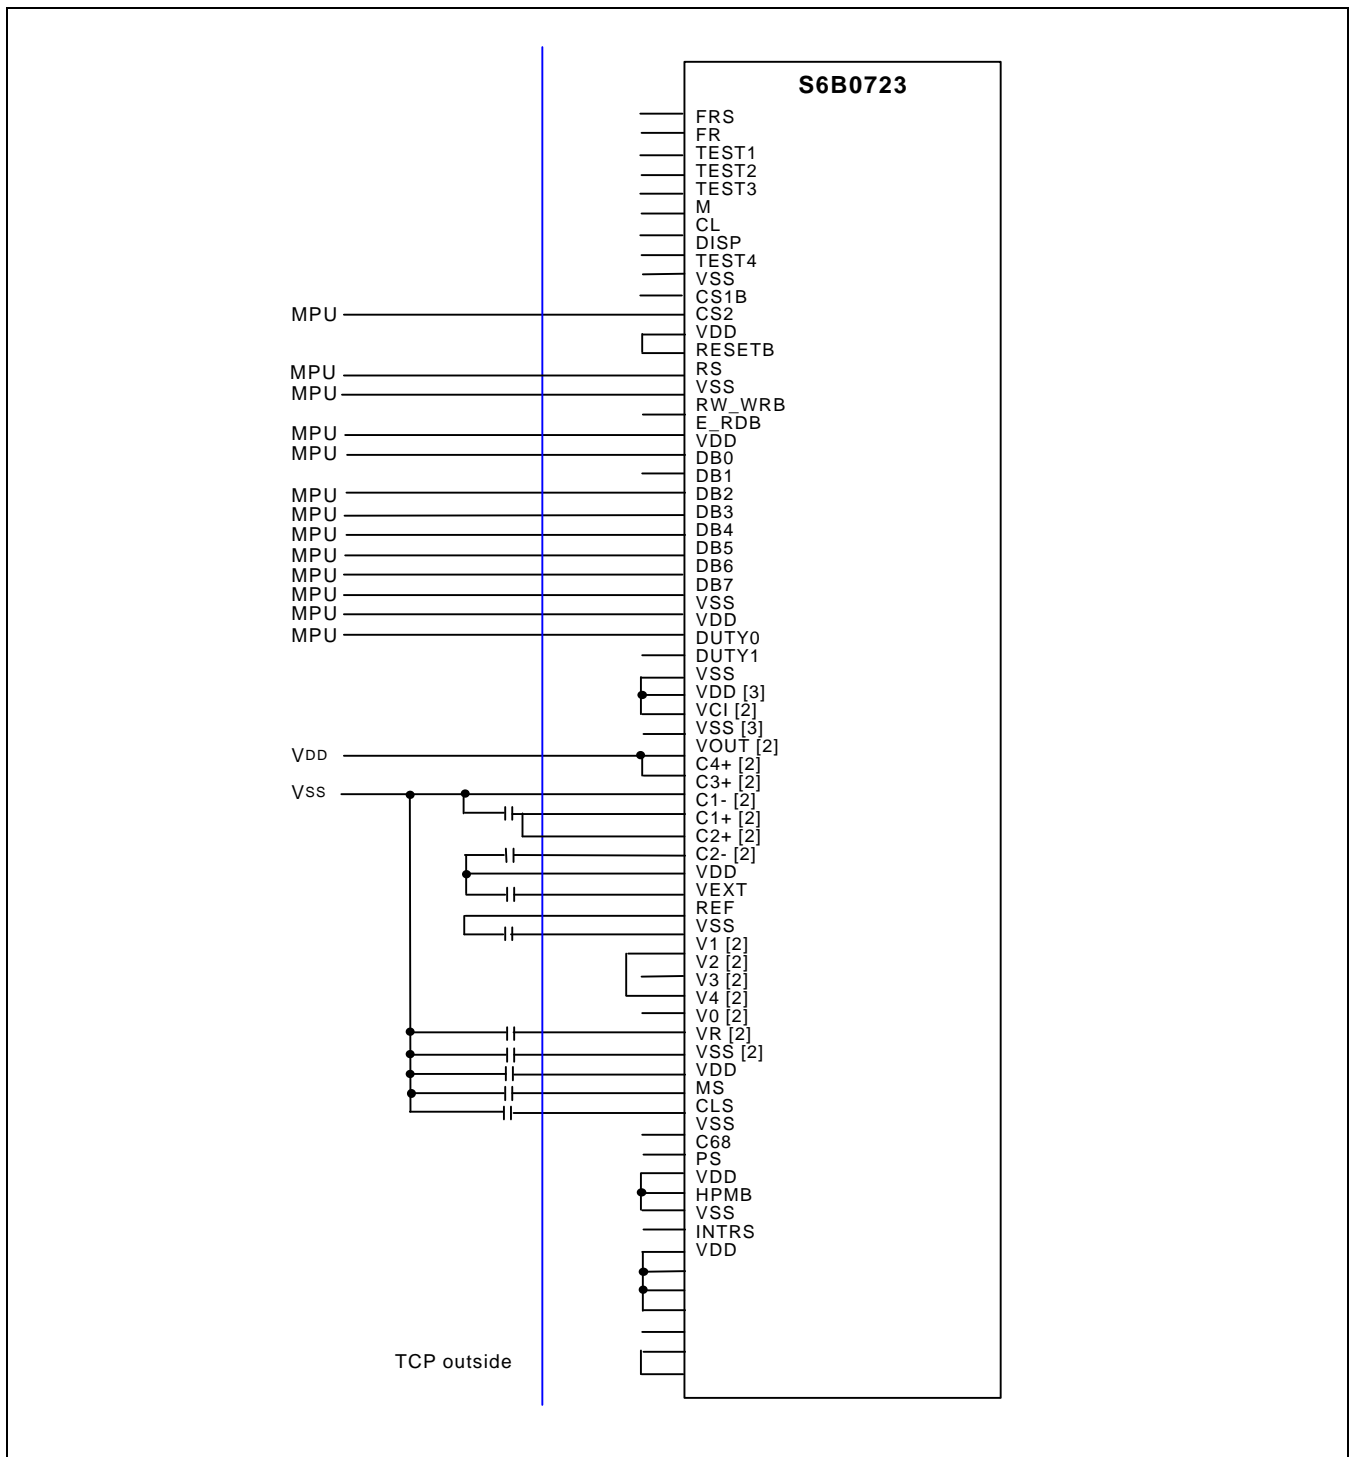 S6B0723
FRS
FR
TEST1
TEST2
TEST3
M
CL
DISP
TEST4
VSS
CS1B
MPU
CS2
VDD
RESETB
MPU
RS
MPU
VSS
RW_WRB
E_RDB
MPU
VDD
MPU
DB0
DB1
MPU
DB2
MPU
DB3
MPU
DB4
MPU
DB5
MPU
DB6
MPU
DB7
MPU
VSS
VDD
MPU
DUTY0
DUTY1
VSS
VDD [3]
VCI [2]
VSS [3]
VOUT [2]
VDD
C4+ [2]
C3+ [2]
VSS
C1- [2]
C1+ [2]
C2+ [2]
C2- [2]
VDD
VEXT
REF
VSS
V1 [2]
V2 [2]
V3 [2]
V4 [2]
V0 [2]
VR [2]
VSS [2]
VDD
MS
CLS
VSS
C68
PS
VDD
HPMB
VSS
INTRS
VDD
TCP outside